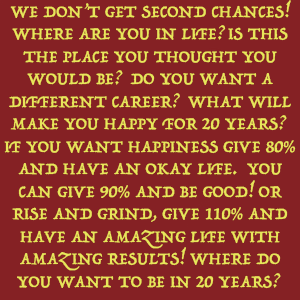 WE DON'T GET SECOND CHANCES!
WHERE ARE YOU IN LIFE? IS THIS
THE PLACE YOU THOUGHT YOU
WOULD BE? DO YOU WANT A
DIFFERENT CAREER? WHAT WILL
MAKE YOU HAPPY FOR 20 YEARS?
IF YOU WANT HAPPINESS GIVE 80%
AND HAVE AN OKAY LIFE. YOU
CAN GIVE 90% AND BE GOOD! OR
RISE AND GRIND, GIVE 110% AND
HAVE AN AMAZING LIFE WITH
AMAZING RESULTS! WHERE DO
YOU WANT TO BE IN 20 YEARS?